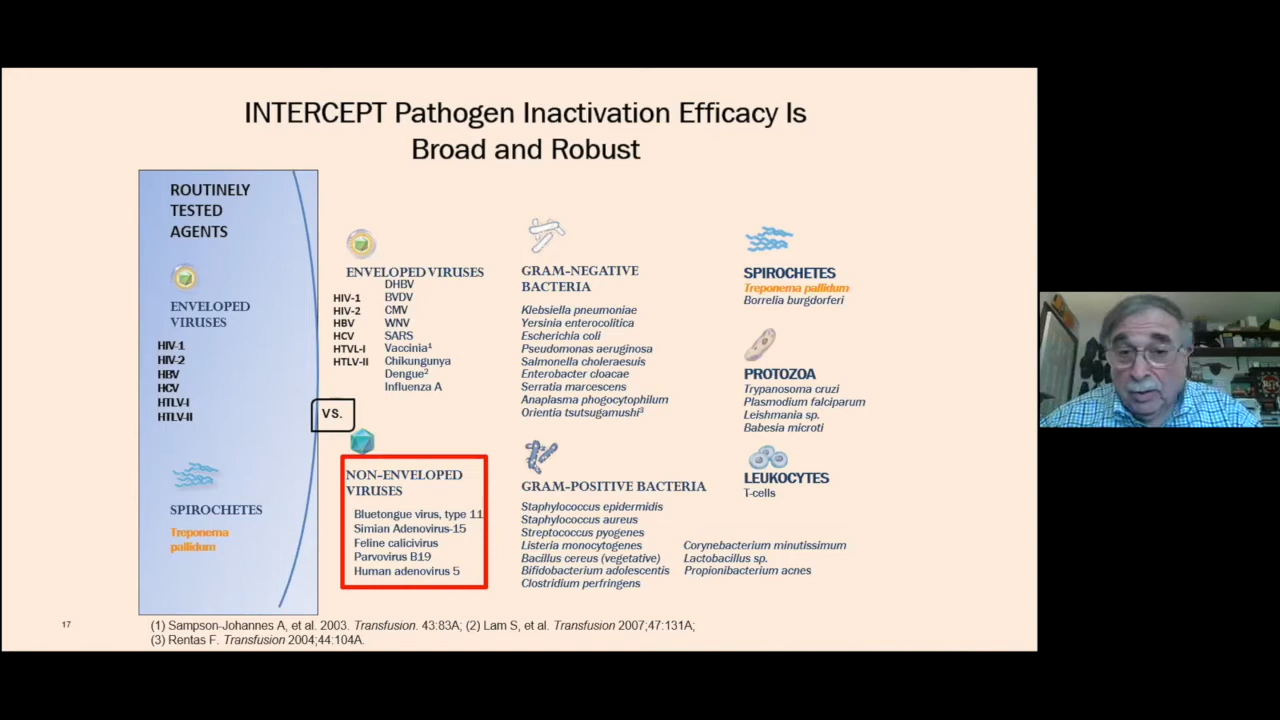 INTERCEPT Pathogen Inactivation Efficacy Is
Broad and Robust
ROUTINELY
TESTED
AGENTS
ENVELOPED
VIRUSES
HIV-1
HIV-2
HBV
HCV
HTLV-I
HTLV-II
SPIROCHETES
Treponema
pallidum
VS.
ENVELOPED VIRUSES
HIV-1
HIV-2
HBV
HCV
HTVL-I
HTLV-II
DHBV
BVDV
CMV
WNV
SARS
Vaccinia¹
Chikungunya
Dengue²
Influenza A
NON-ENVELOPED
VIRUSES
Bluetongue virus, type 11
Simian Adenovirus-15
Feline calicivirus
Parvovirus B19
Human adenovirus 5
GRAM-NEGATIVE
BACTERIA
Klebsiella pneumoniae
Yersinia enterocolitica
Escherichia coli
Pseudomonas aeruginosa
Salmonella choleraesuis
Enterobacter cloacae
Serratia marcescens
Anaplasma phogocytophilum
Orientia tsutsugamushi³
GRAM-POSITIVE BACTERIA
Staphylococcus epidermidis
Staphylococcus aureus
Streptococcus pyogenes
Listeria monocytogenes
Bacillus cereus (vegetative)
Bifidobacterium adolescentis
Clostridium perfringens
Corynebacterium minutissimum
Lactobacillus sp.
Propionibacterium acnes
SPIROCHETES
Treponema pallidum
Borrelia burgdorferi
PROTOZOA
Trypanosoma cruzi
Plasmodium falciparum
Leishmania sp.
Babesia microti
LEUKOCYTES
T-cells
17
(1) Sampson-Johannes A, et al. 2003. Transfusion. 43:83A; (2) Lam S, et al. Transfusion 2007;47:131A;
(3) Rentas F. Transfusion 2004;44:104A.